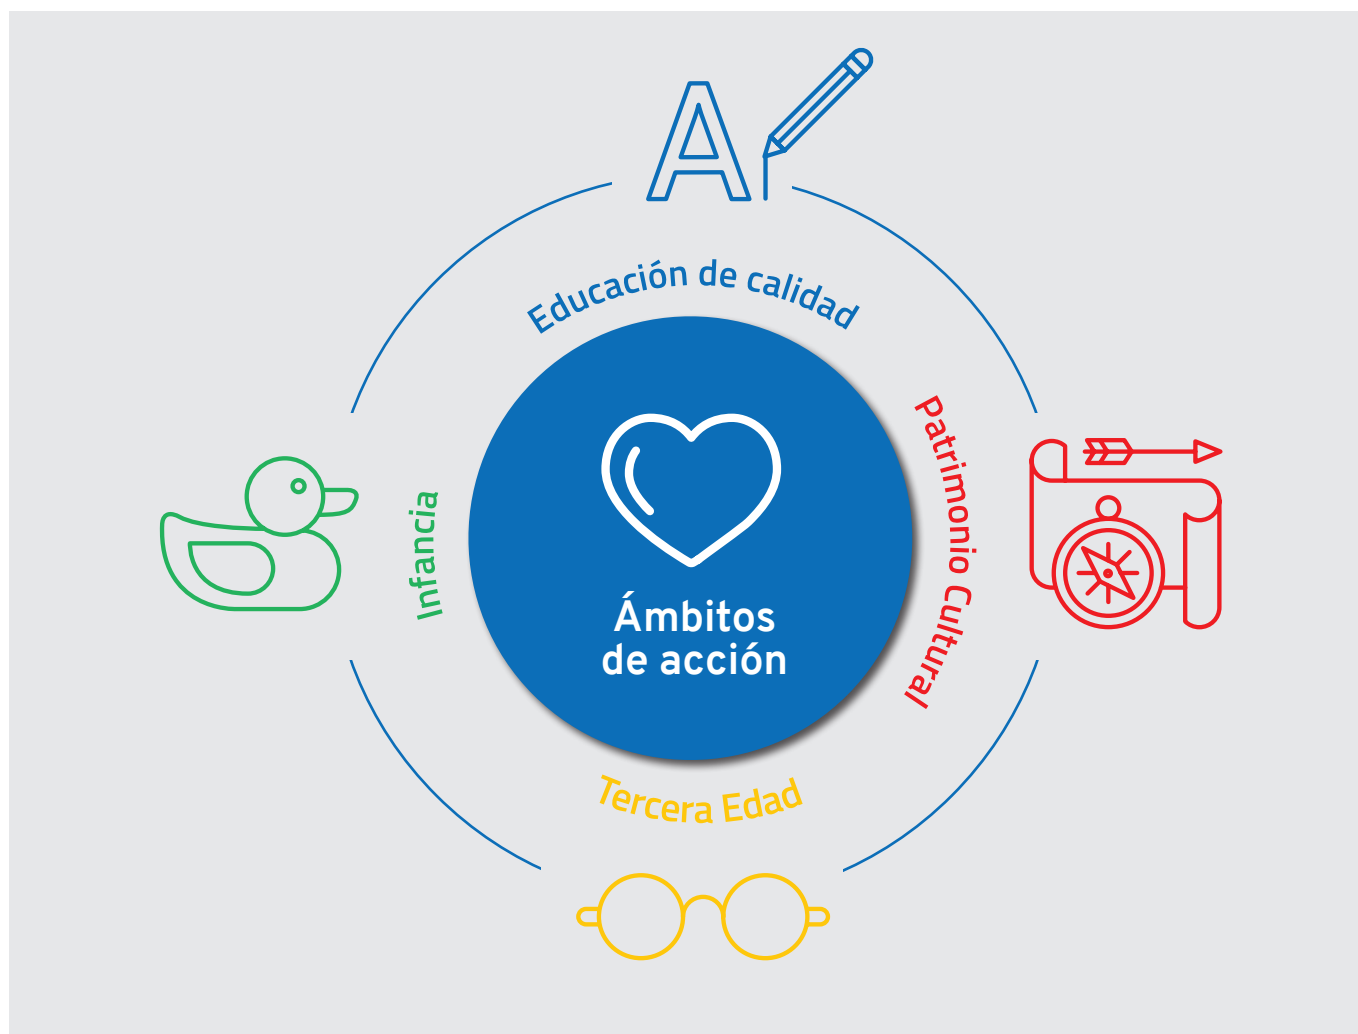 A
Educación de calidad
Patrimonio Cultural
Infancia
Ámbitos
de acción
Tercera Edad